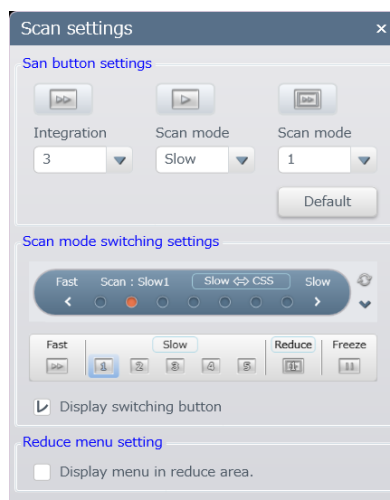 Scan settings ×
San button settings
Integration Scan mode Scan mode
3 Slow 1
Default
Scan mode switching settings
Fast Scan : Slow1 Slow ⇔ CSS Slow
Fast Slow Reduce Freeze
1 2 3 4 5
Display switching button
Reduce menu setting
Display menu in reduce area.